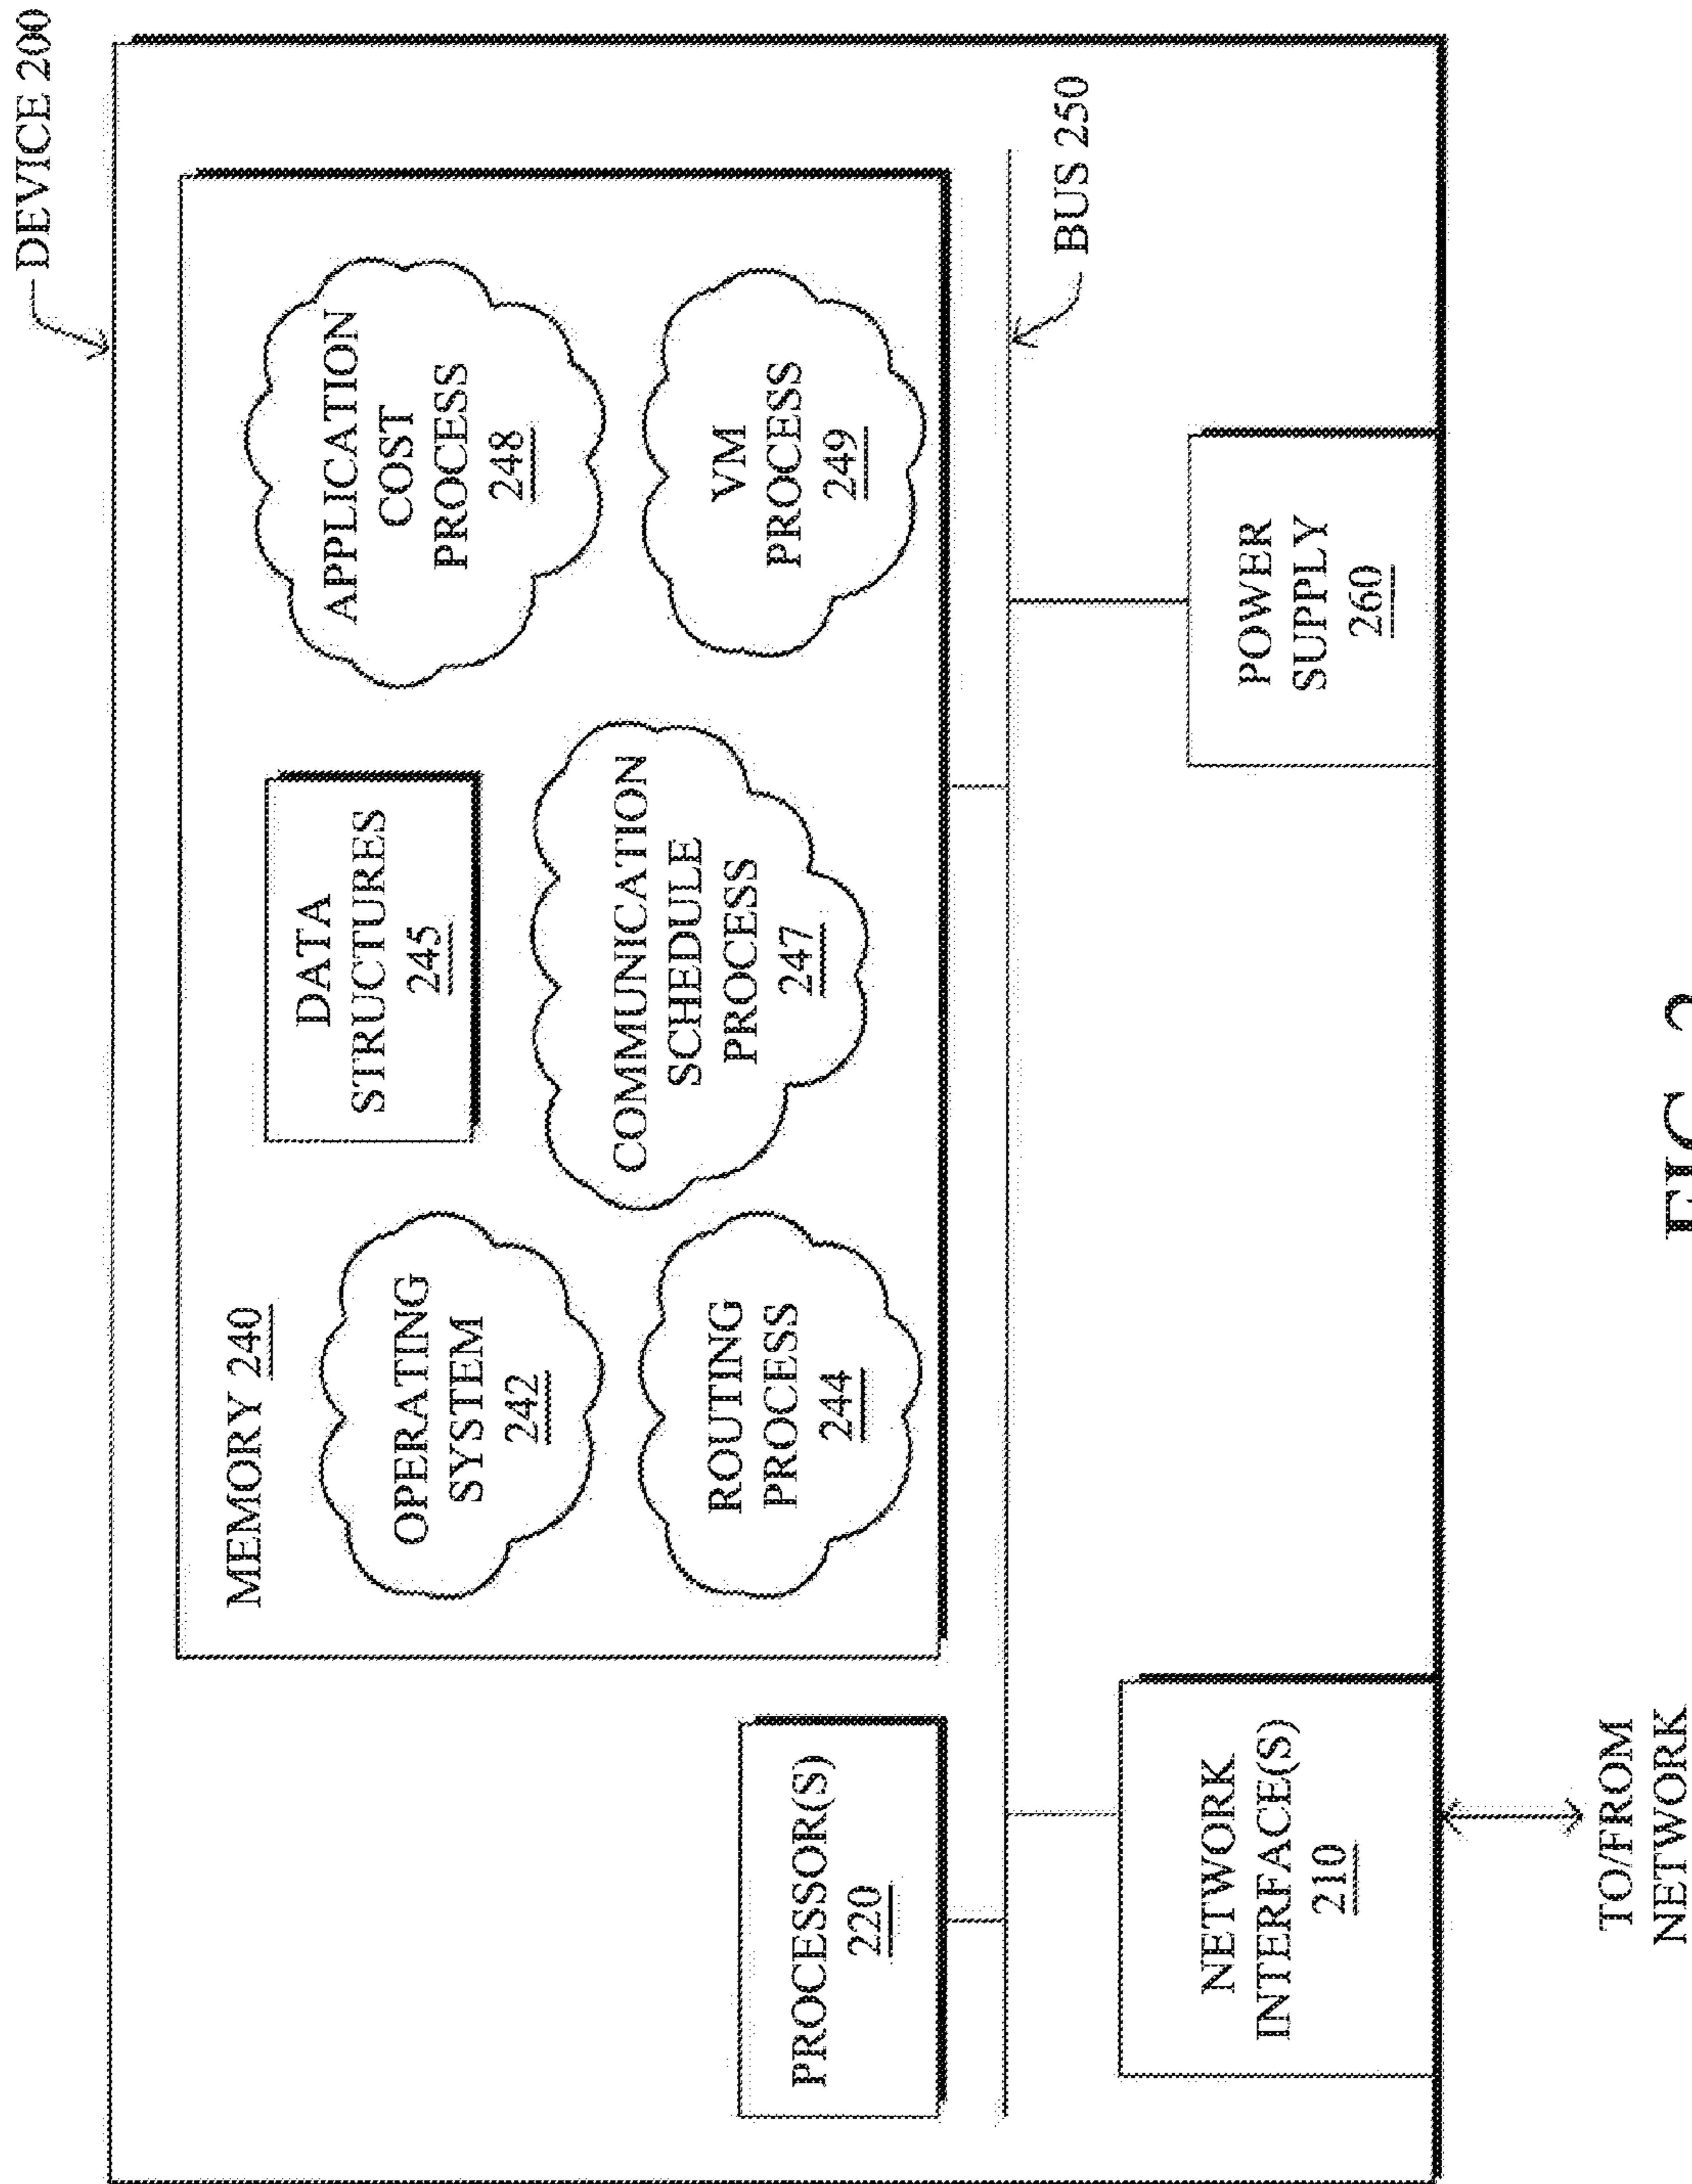 DEVICE 200
MEMORY 240
OPERATING
SYSTEM
242
DATA
STRUCTURES
245
APPLICATION
COST
PROCESS
248
ROUTING
PROCESS
244
COMMUNICATION
SCHEDULE
PROCESS
247
VM
PROCESS
249
PROCESSOR(S)
220
BUS 250
NETWORK
INTERFACE(S)
210
POWER
SUPPLY
260
TO/FROM
NETWORK
FIG.